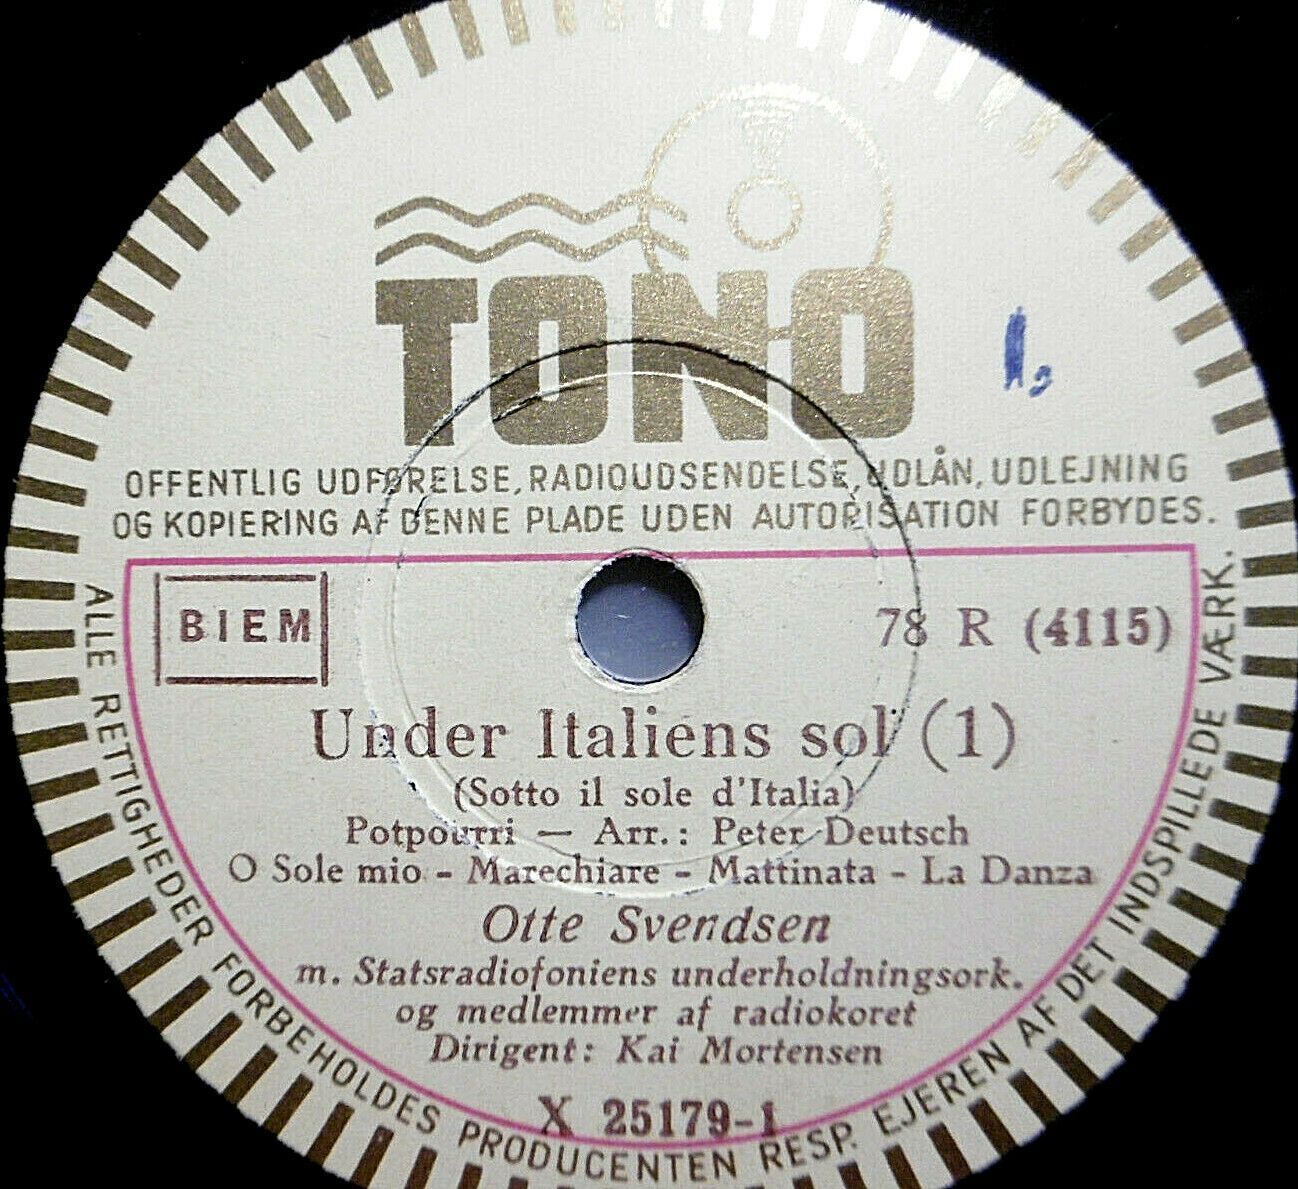 TONO
1.
OFFENTLIG UDFØRELSE, RADIOUDSENDELSE, UDLÅN, UDLEJNING
OG KOPIERING AF DENNE PLADE UDEN AUTORISATION FORBYDES.
BIEM
78 R (4115)
Under Italiens sol (1)
(Sotto il sole d'Italia)
Potpourri — Arr.: Peter Deutsch
O Sole mio - Marechiare - Mattinata - La Danza
Otte Svendsen
m. Statsradiofoniens underholdningsork.
og medlemmer af radiokoret
Dirigent: Kai Mortensen
X 25179-1
ALLE RETTIGHEDER FORBEHOLDES PRODUCENTEN RESP. EJEREN AF DET INDSPILLEDE VÆRK.